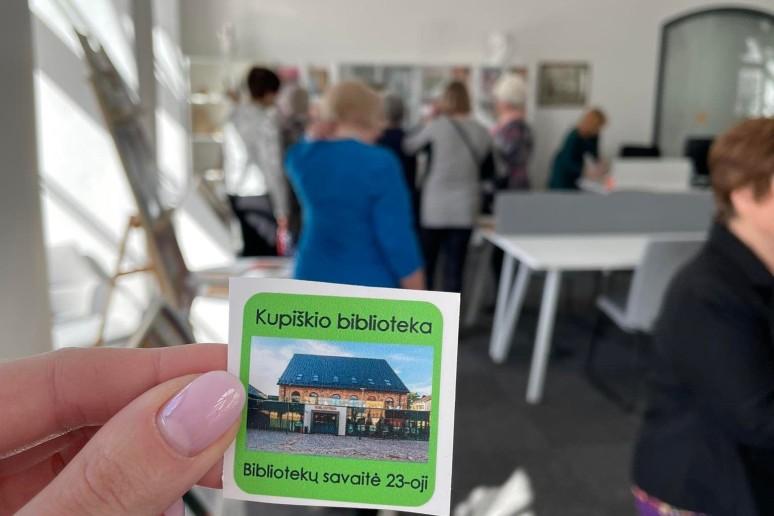 Kupiškio biblioteka
Bibliotekų savaitė 23-oji